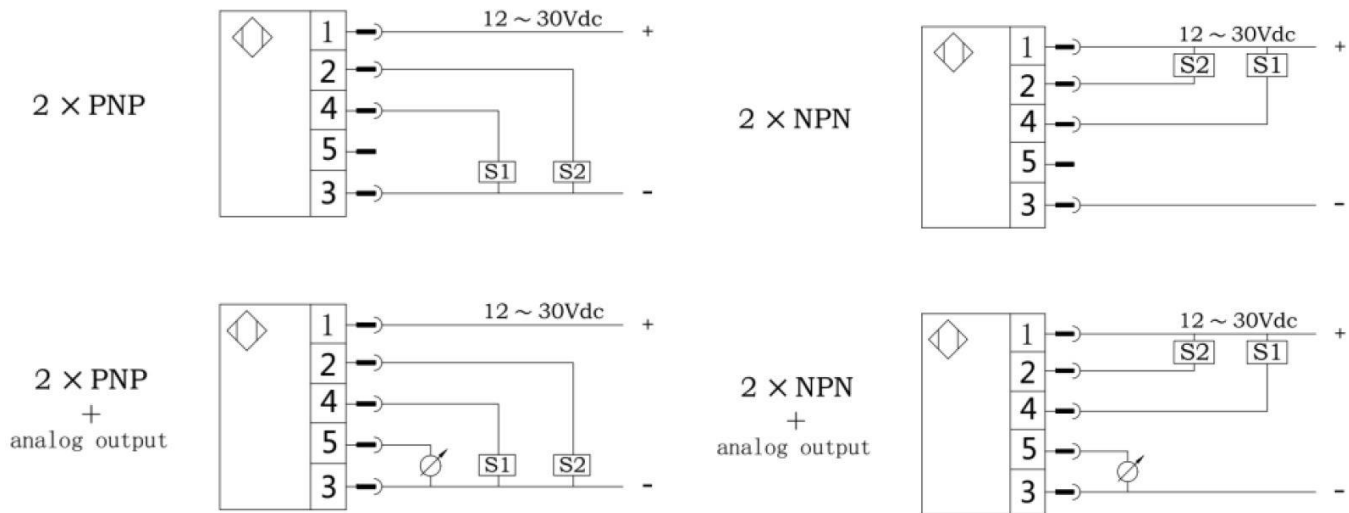 2 × PNP
1
2
4
5
3
12 ~ 30Vdc
+
S1
S2
-
2 × NPN
1
2
4
5
3
12 ~ 30Vdc
+
S2
S1
-
2 × PNP
+
analog output
1
2
4
5
3
12 ~ 30Vdc
+
S1
S2
-
2 × NPN
+
analog output
1
2
4
5
3
12 ~ 30Vdc
+
S2
S1
-